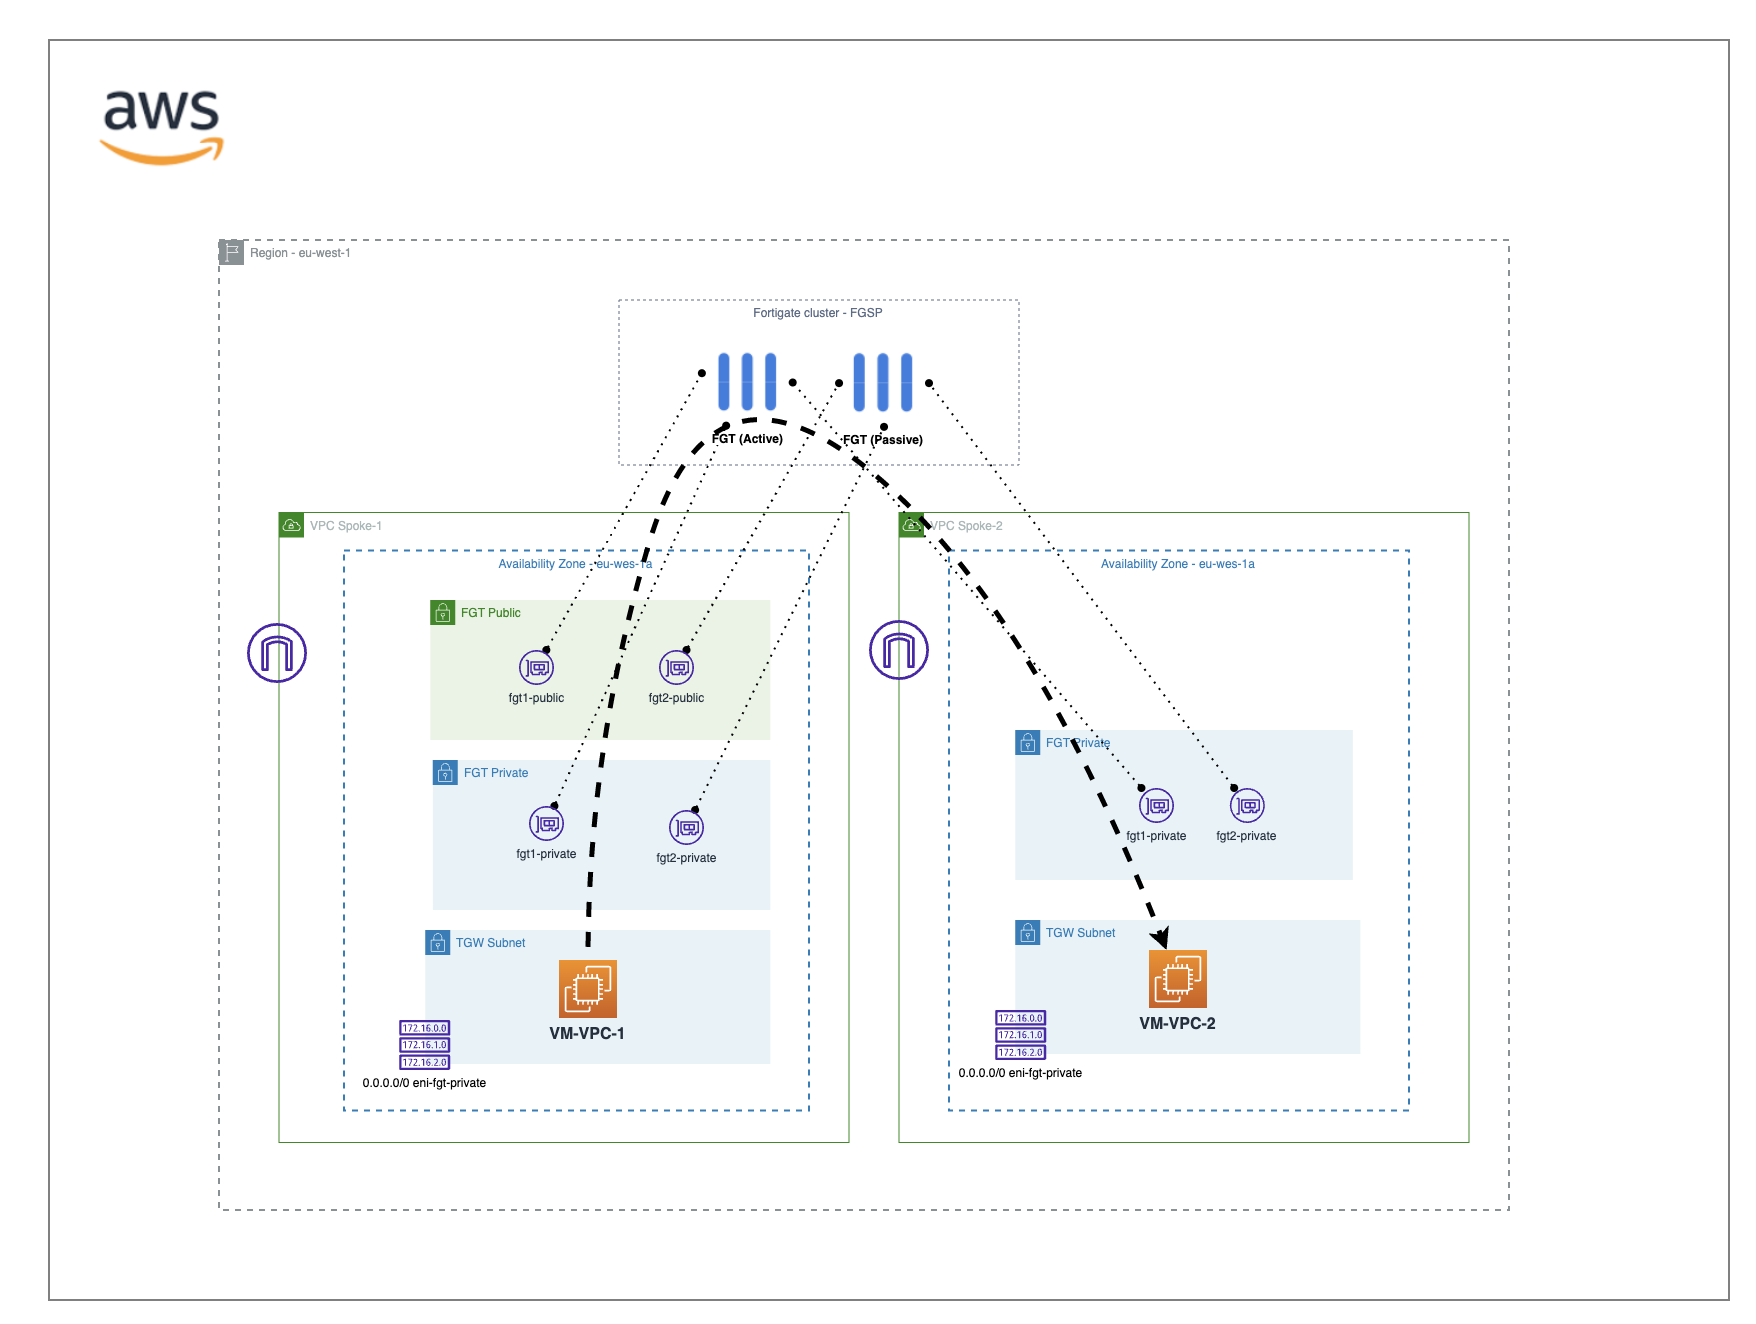 aws
Region - eu-west-1
Fortigate cluster - FGSP
FGT (Active)
FGT (Passive)
VPC Spoke-1
Availability Zone - eu-wes-1a
FGT Public
fgt1-public
fgt2-public
FGT Private
fgt1-private
fgt2-private
TGW Subnet
VM-VPC-1
172.16.0.0
172.16.1.0
172.16.2.0
0.0.0.0/0 eni-fgt-private
VPC Spoke-2
Availability Zone - eu-wes-1a
FGT Private
fgt1-private
fgt2-private
TGW Subnet
VM-VPC-2
172.16.0.0
172.16.1.0
172.16.2.0
0.0.0.0/0 eni-fgt-private